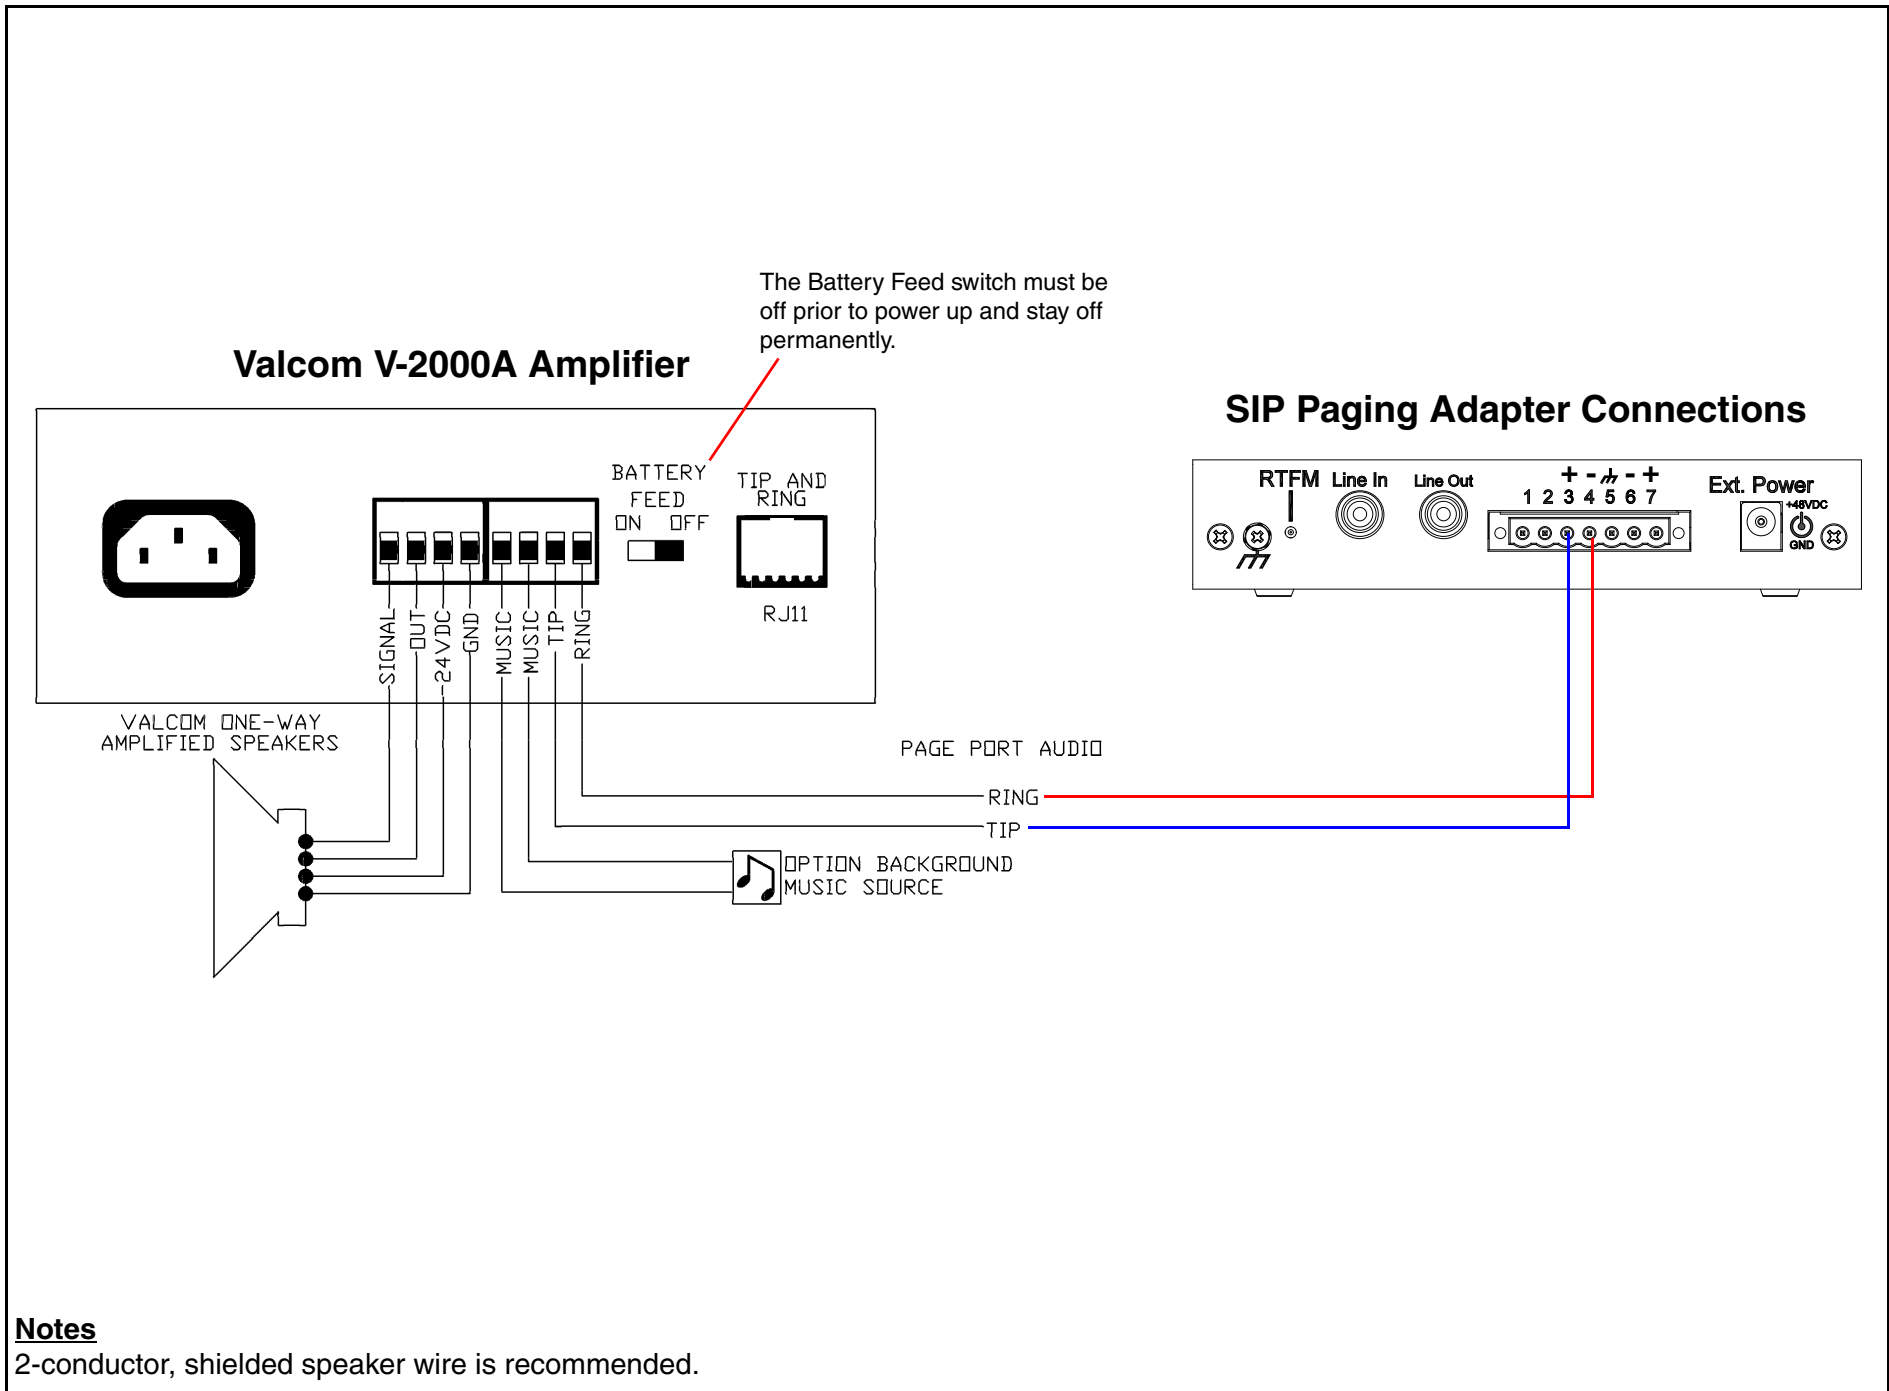 The Battery Feed switch must be
off prior to power up and stay off
permanently.
Valcom V-2000A Amplifier
SIP Paging Adapter Connections
BATTERY
FEED
ON OFF
TIP AND
RING
RJ11
SIGNAL
OUT
-24VDC
GND
MUSIC
MUSIC
TIP
RING
RTFM
Line In
Line Out
+ - - +
1 2 3 4 5 6 7
Ext. Power
+48VDC
GND
VALCOM ONE-WAY
AMPLIFIED SPEAKERS
PAGE PORT AUDIO
RING
TIP
OPTION BACKGROUND
MUSIC SOURCE
Notes
2-conductor, shielded speaker wire is recommended.